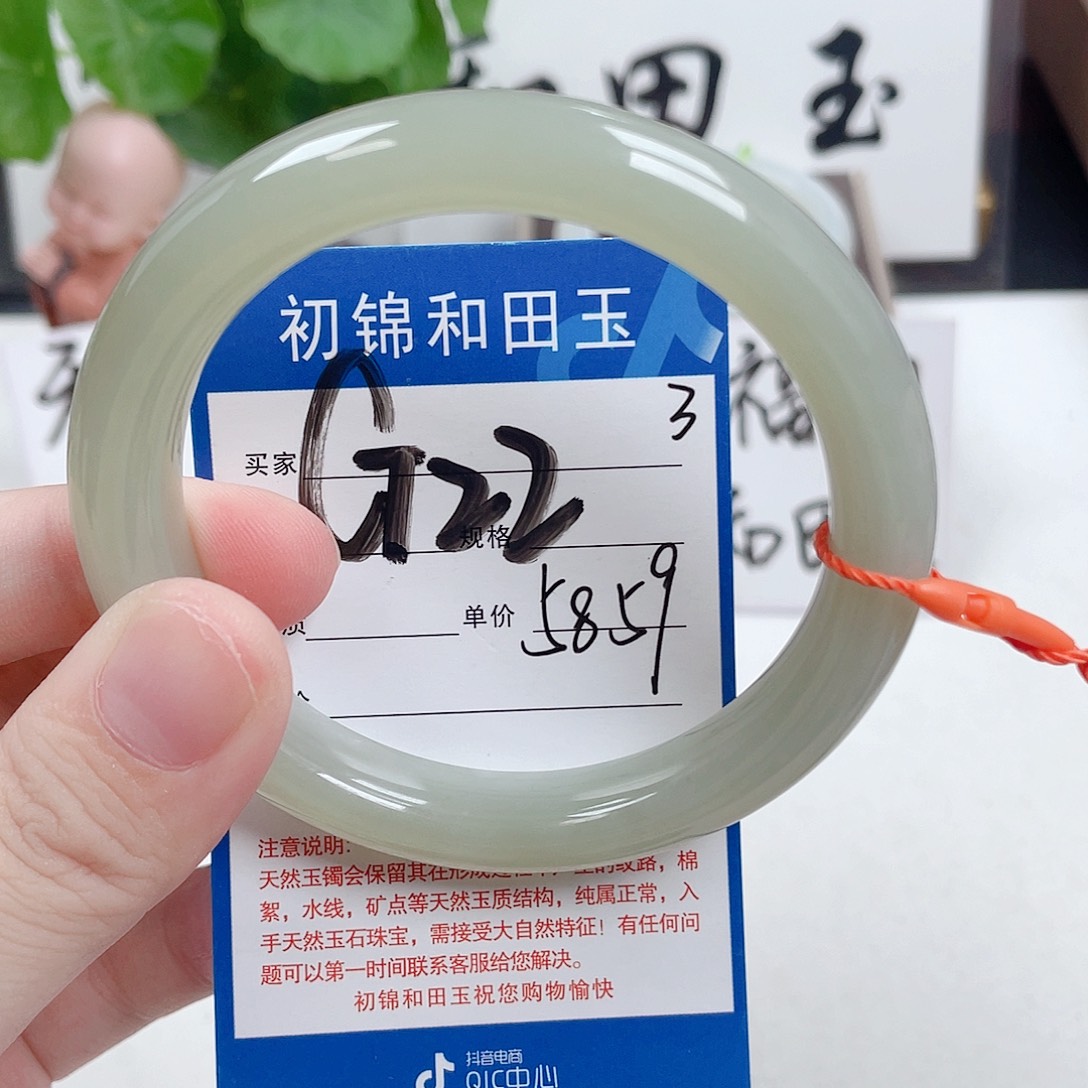 和田玉
初锦和田玉
3
买家 G22
规格
福
和田
单价 5859
注意说明:
天然玉镯会保留其在形成过程中产生的纹路，棉
絮，水线，矿点等天然玉质结构，纯属正常，入
手天然玉石珠宝，需接受大自然特征！有任何问
题可以第一时间联系客服给您解决。
初锦和田玉祝您购物愉快
抖音电商
QIC中心